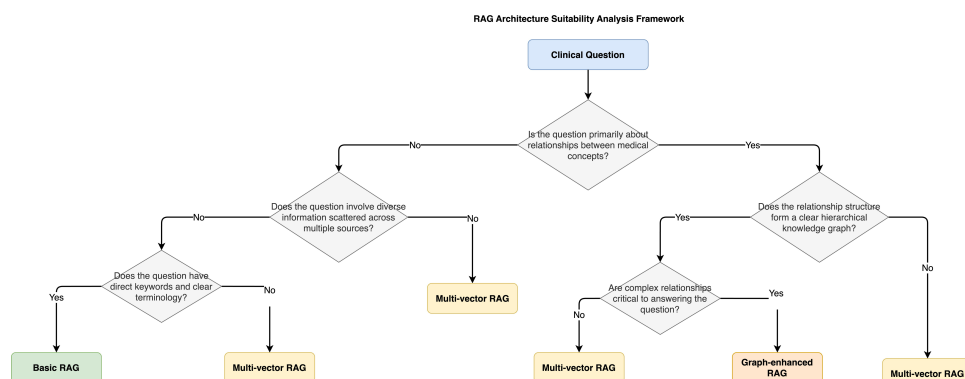 RAG Architecture Suitability Analysis Framework
Clinical Question
Is the question primarily about
relationships between medical
concepts?
No
Yes
Does the question involve diverse
information scattered across
multiple sources?
Does the relationship structure
form a clear hierarchical
knowledge graph?
No
No
Yes
No
Does the question have
direct keywords and clear
terminology?
Multi-vector RAG
Are complex relationships
critical to answering the
question?
Yes
No
No
Yes
Basic RAG
Multi-vector RAG
Multi-vector RAG
Graph-enhanced
RAG
Multi-vector RAG